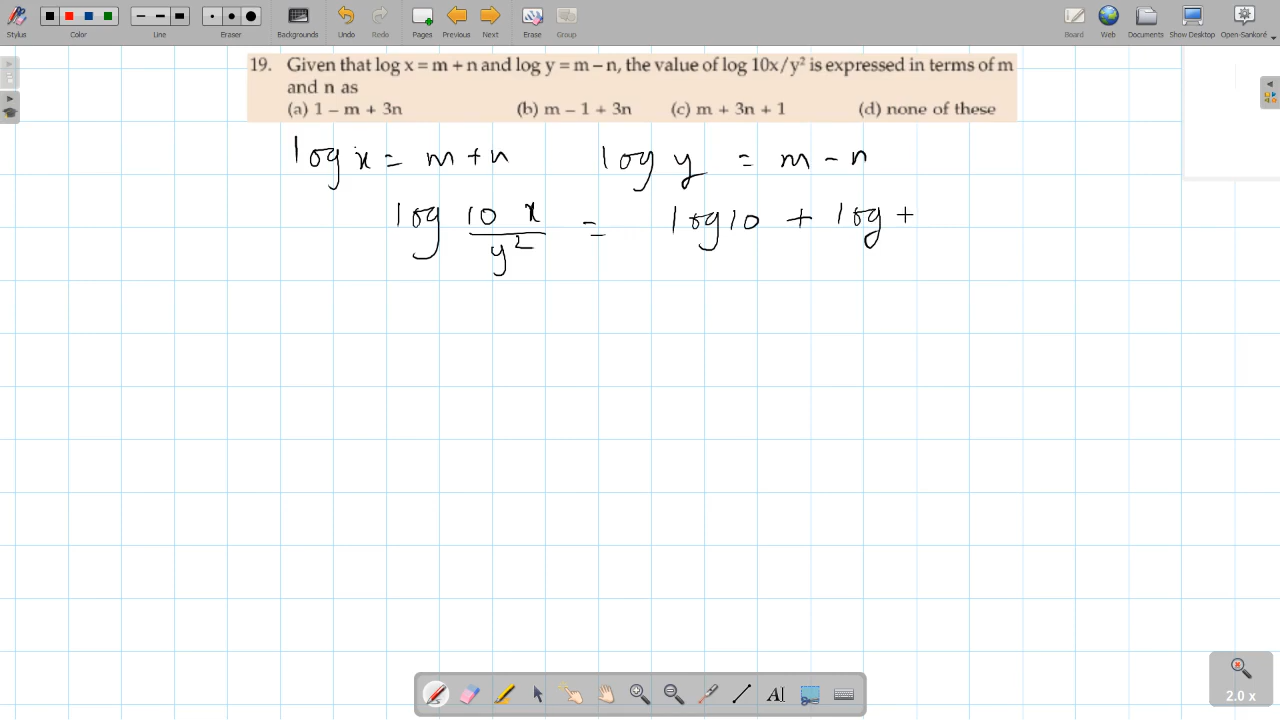 Stylus Color Line Eraser Backgrounds Undo Redo Pages Previous Next Erase Group Board Web Documents Show Desktop Open-Sankoré
19. Given that log x = m + n and log y = m – n, the value of log 10x/y² is expressed in terms of m
and n as
(a) 1 – m + 3n (b) m – 1 + 3n (c) m + 3n + 1 (d) none of these
log x = m + n log y = m - n
log 10 x / y² = log 10 + log +
2.0 x